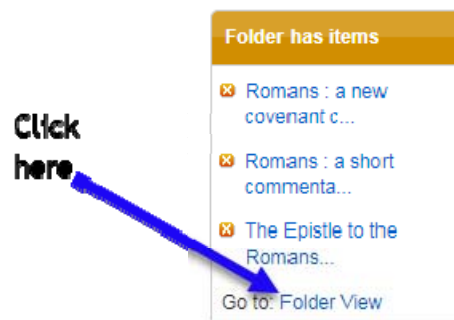 Folder has items
Romans : a new
covenant c...
Click
here
Romans : a short
commenta...
The Epistle to the
Romans...
Go to: Folder View